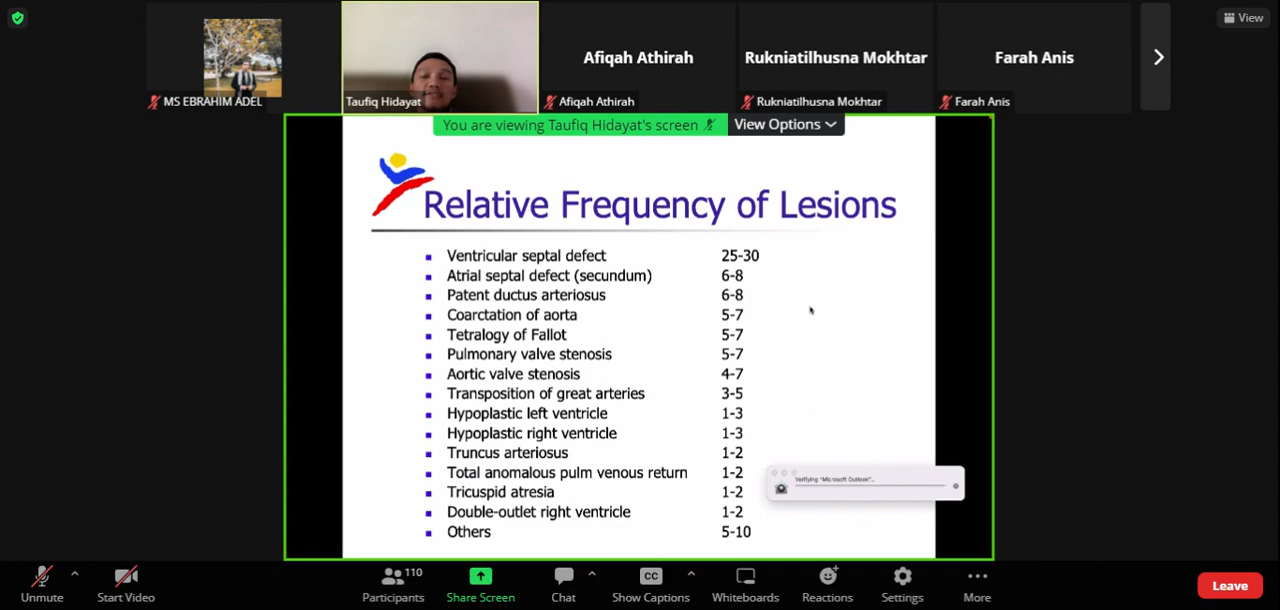 View
Afiqah Athirah
Rukniatilhusna Mokhtar
Farah Anis
MS EBRAHIM ADEL
Taufiq Hidayat
Afiqah Athirah
Rukniatilhusna Mokhtar
Farah Anis
You are viewing Taufiq Hidayat's screen
View Options
Relative Frequency of Lesions
Ventricular septal defect 25-30
Atrial septal defect (secundum) 6-8
Patent ductus arteriosus 6-8
Coarctation of aorta 5-7
Tetralogy of Fallot 5-7
Pulmonary valve stenosis 5-7
Aortic valve stenosis 4-7
Transposition of great arteries 3-5
Hypoplastic left ventricle 1-3
Hypoplastic right ventricle 1-3
Truncus arteriosus 1-2
Total anomalous pulm venous return 1-2
Tricuspid atresia 1-2
Double-outlet right ventricle 1-2
Others 5-10
Verifying "Microsoft Outlook"...
110
CC
Unmute
Start Video
Participants
Share Screen
Chat
Show Captions
Whiteboards
Reactions
Settings
More
Leave